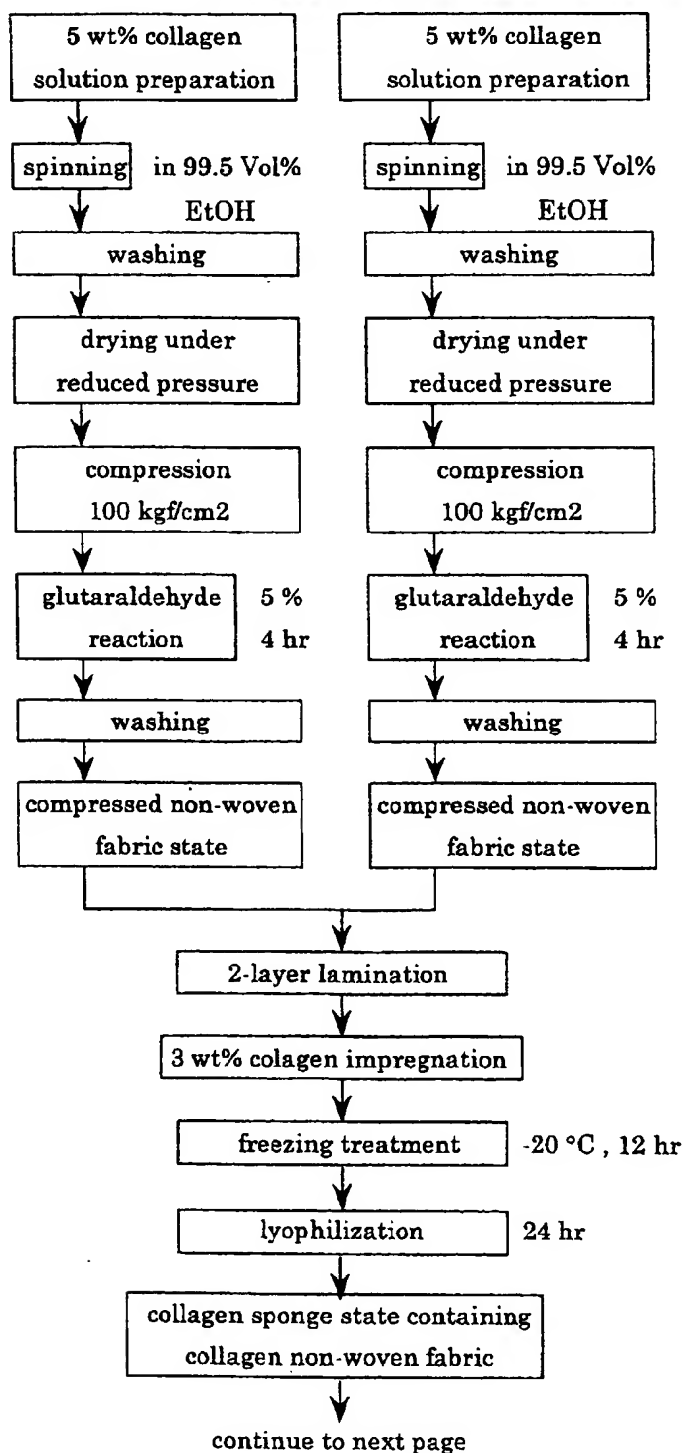 5 wt% collagen
solution preparation
5 wt% collagen
solution preparation
spinning in 99.5 Vol%
EtOH
spinning in 99.5 Vol%
EtOH
washing
washing
drying under
reduced pressure
drying under
reduced pressure
compression
100 kgf/cm2
compression
100 kgf/cm2
glutaraldehyde 5 %
reaction 4 hr
glutaraldehyde 5 %
reaction 4 hr
washing
washing
compressed non-woven
fabric state
compressed non-woven
fabric state
2-layer lamination
3 wt% colagen impregnation
freezing treatment -20 °C , 12 hr
lyophilization 24 hr
collagen sponge state containing
collagen non-woven fabric
continue to next page